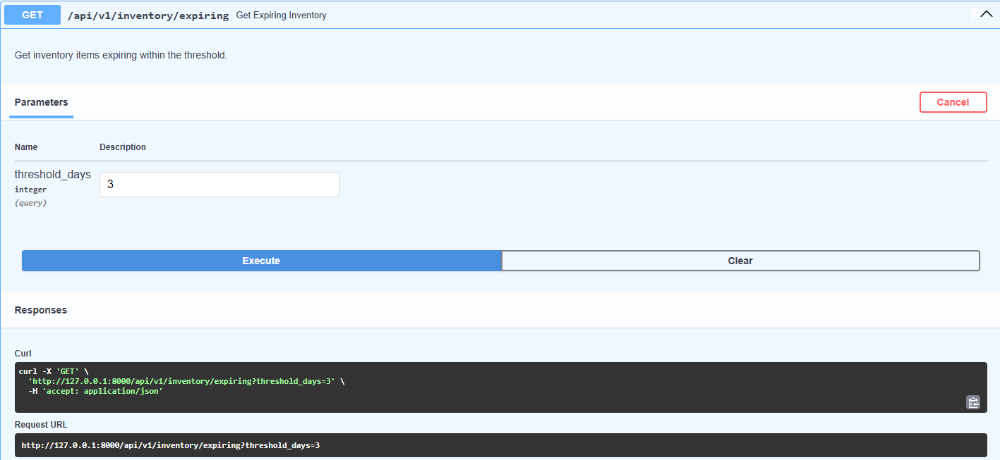 GET /api/v1/inventory/expiring Get Expiring Inventory
Get inventory items expiring within the threshold.
Parameters Cancel
Name Description
threshold_days
integer
(query)
3
Execute Clear
Responses
Curl
curl -X 'GET' \
  'http://127.0.0.1:8000/api/v1/inventory/expiring?threshold_days=3' \
  -H 'accept: application/json'
Request URL
http://127.0.0.1:8000/api/v1/inventory/expiring?threshold_days=3